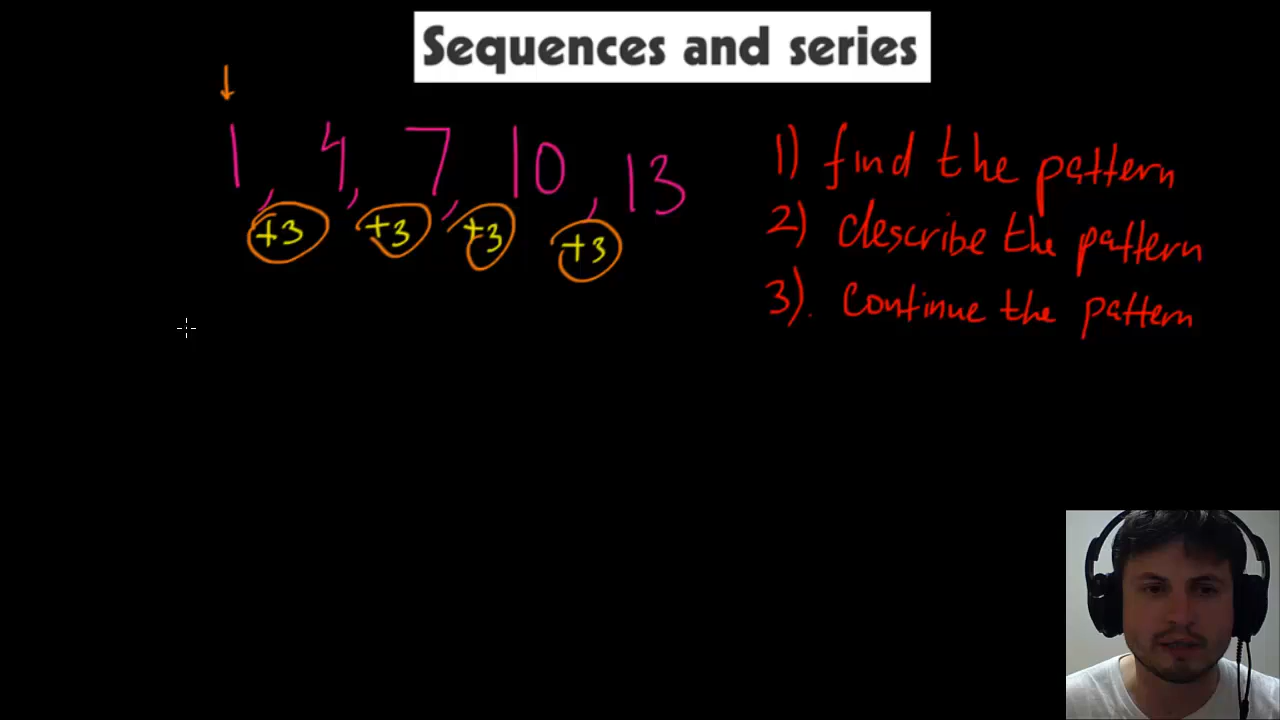 Sequences and series
1, 4, 7, 10, 13
+3 +3 +3 +3
1) find the pattern
2) describe the pattern
3). continue the pattern